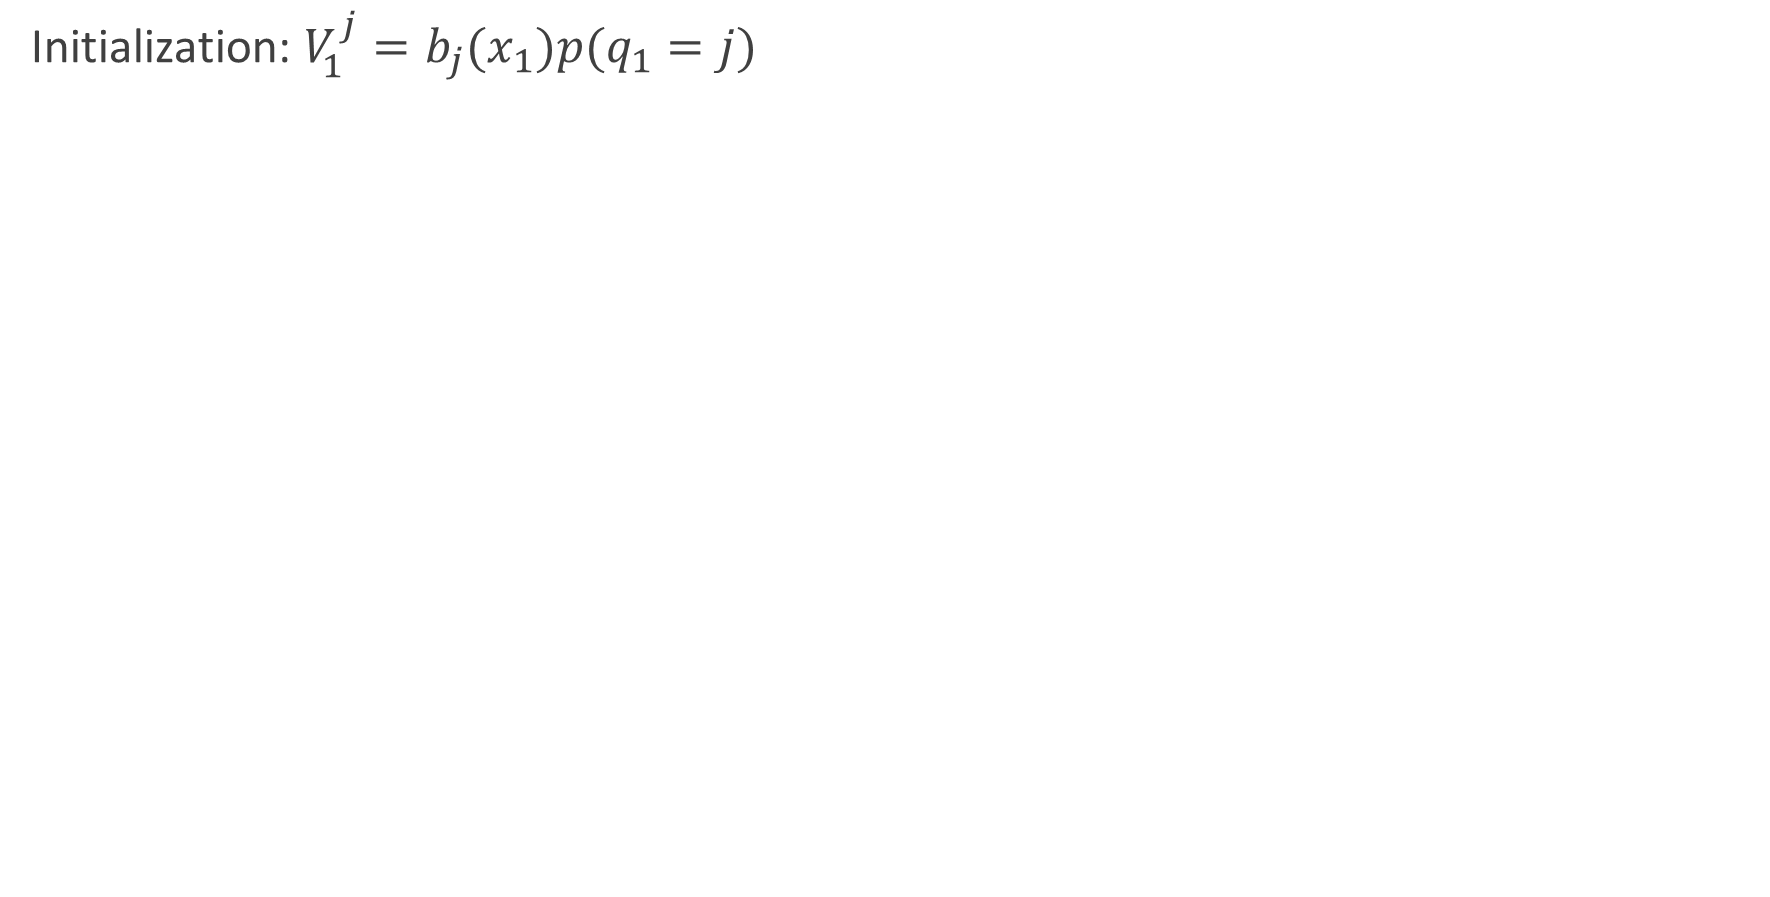 Initialization: $V_1^j = b_j(x_1)p(q_1 = j)$